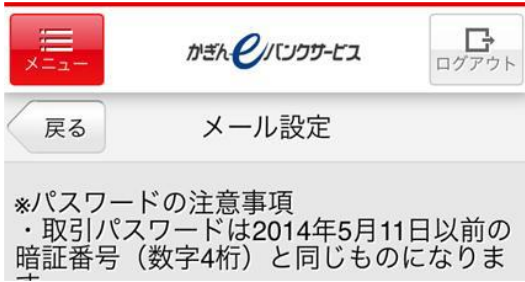 メニュー
かぎんeバンクサービス
ログアウト
戻る
メール設定
※パスワードの注意事項
・取引パスワードは2014年5月11日以前の
暗証番号（数字4桁）と同じものになりま
す